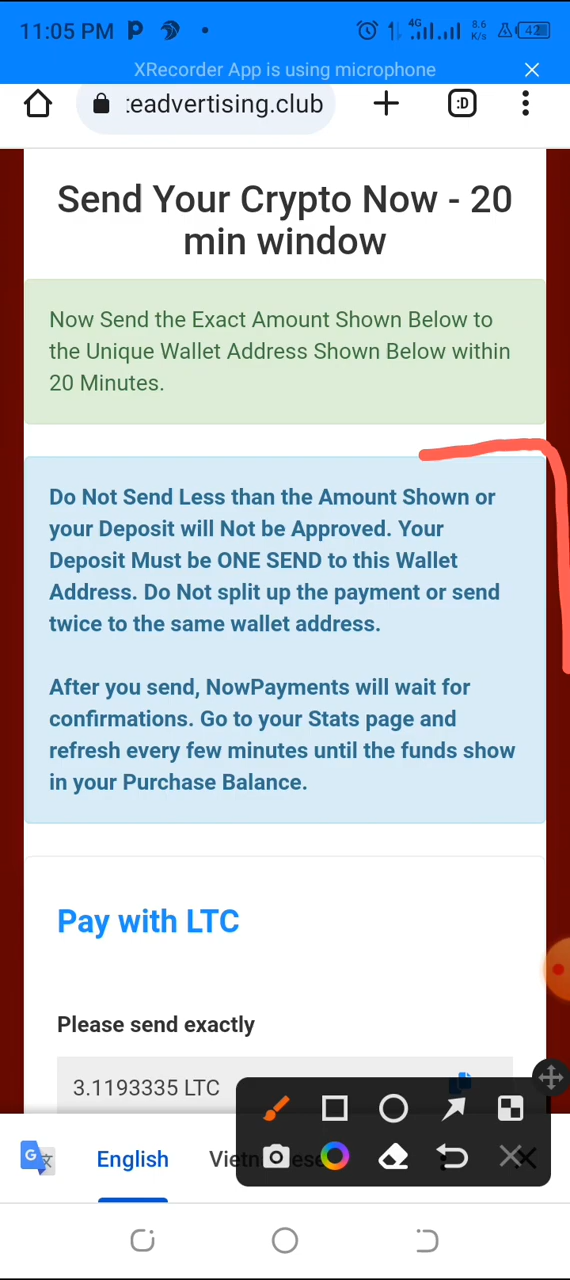 11:05 PM
4G
8.6
K/s
42
XRecorder App is using microphone
:eadvertising.club
:D
Send Your Crypto Now - 20
min window
Now Send the Exact Amount Shown Below to
the Unique Wallet Address Shown Below within
20 Minutes.
Do Not Send Less than the Amount Shown or
your Deposit will Not be Approved. Your
Deposit Must be ONE SEND to this Wallet
Address. Do Not split up the payment or send
twice to the same wallet address.
After you send, NowPayments will wait for
confirmations. Go to your Stats page and
refresh every few minutes until the funds show
in your Purchase Balance.
Pay with LTC
Please send exactly
3.1193335 LTC
English